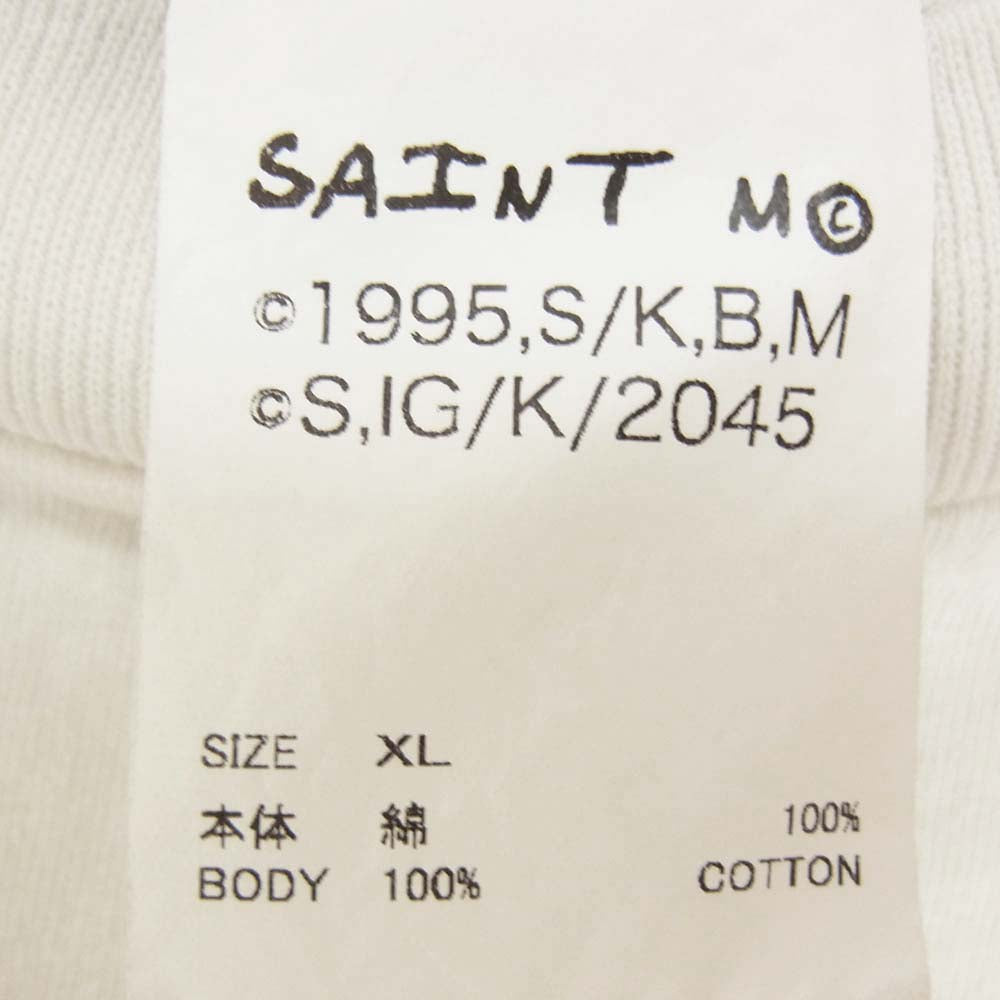 SAINT M©
©1995,S/K,B,M
©S,IG/K/2045
SIZE XL
本体 綿 100%
BODY 100% COTTON